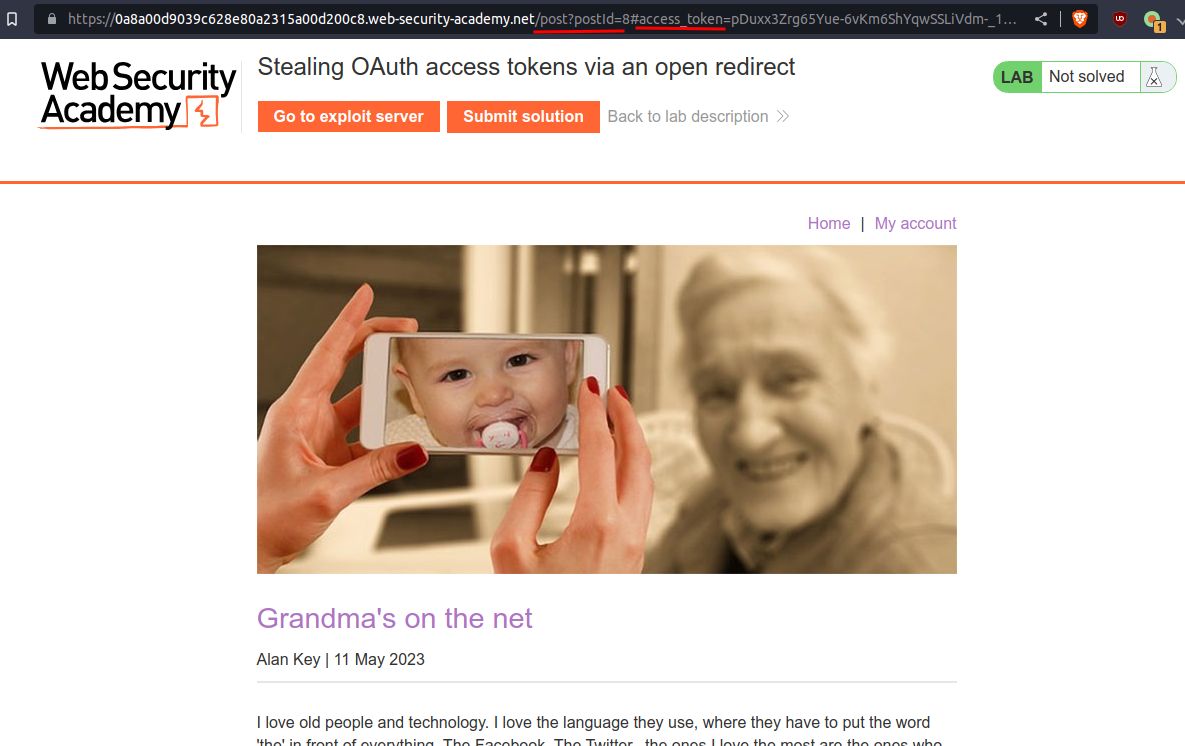 https://0a8a00d9039c628e80a2315a00d200c8.web-security-academy.net/post?postId=8#access_token=pDuxx3Zrg65Yue-6vKm6ShYqwSSLiVdm-_1...
1
Web Security
Academy
Stealing OAuth access tokens via an open redirect
LAB Not solved
Go to exploit server Submit solution Back to lab description
Home | My account
Grandma's on the net
Alan Key | 11 May 2023
I love old people and technology. I love the language they use, where they have to put the word
'the' in front of everything. The Facebook, The Twitter...the ones I love the most are the ones who